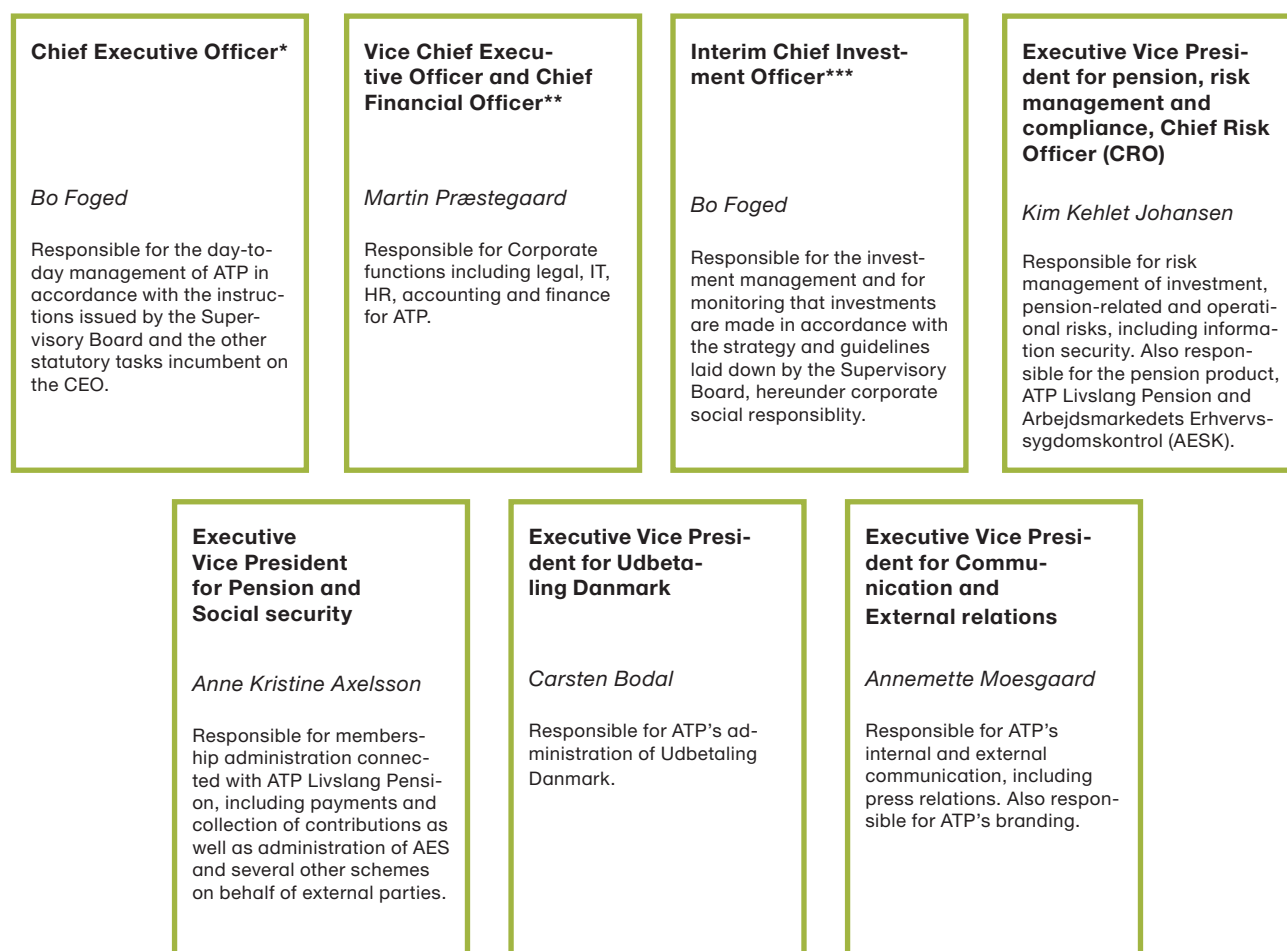 Chief Executive Officer*
Bo Foged
Responsible for the day-to-
day management of ATP in
accordance with the instruc-
tions issued by the Super-
visory Board and the other
statutory tasks incumbent on
the CEO.
Vice Chief Execu-
tive Officer and Chief
Financial Officer**
Martin Præstegaard
Responsible for Corporate
functions including legal, IT,
HR, accounting and finance
for ATP.
Interim Chief Invest-
ment Officer***
Bo Foged
Responsible for the invest-
ment management and for
monitoring that investments
are made in accordance with
the strategy and guidelines
laid down by the Supervisory
Board, hereunder corporate
social responsiblity.
Executive Vice Presi-
dent for pension, risk
management and
compliance, Chief Risk
Officer (CRO)
Kim Kehlet Johansen
Responsible for risk
management of investment,
pension-related and operati-
onal risks, including informa-
tion security. Also respon-
sible for the pension product,
ATP Livslang Pension and
Arbejdsmarkedets Erhvervs-
sygdomskontrol (AESK).
Executive
Vice President
for Pension and
Social security
Anne Kristine Axelsson
Responsible for members-
hip administration connec-
ted with ATP Livslang Pensi-
on, including payments and
collection of contributions as
well as administration of AES
and several other schemes
on behalf of external parties.
Executive Vice Presi-
dent for Udbeta-
ling Danmark
Carsten Bodal
Responsible for ATP's ad-
ministration of Udbetaling
Danmark.
Executive Vice Presi-
dent for Commu-
nication and
External relations
Annemette Moesgaard
Responsible for ATP's
internal and external
communication, including
press relations. Also respon-
sible for ATP's branding.